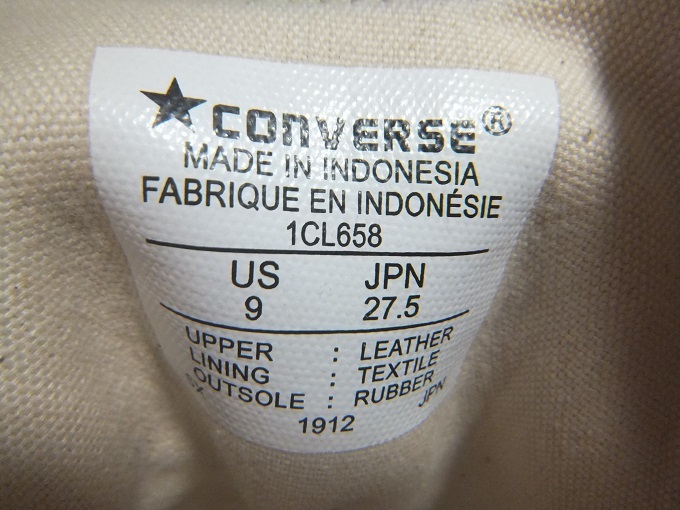 ★ CONVERSE®
MADE IN INDONESIA
FABRIQUE EN INDONÉSIE
1CL658
US JPN
9 27.5
UPPER : LEATHER
LINING : TEXTILE
OUTSOLE : RUBBER
JPN
1912